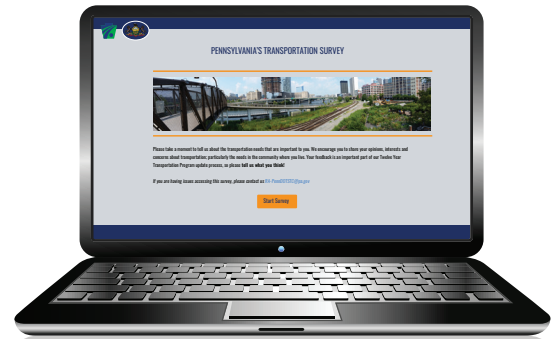 PENNSYLVANIA'S TRANSPORTATION SURVEY
Please take a moment to tell us about the transportation needs that are important to you. We encourage you to share your opinions, interests and
concerns about transportation; particularly the needs in the community where you live. Your feedback is an important part of our Twelve Year
Transportation Program update process, so please tell us what you think!
If you are having issues accessing this survey, please contact us
Start Survey